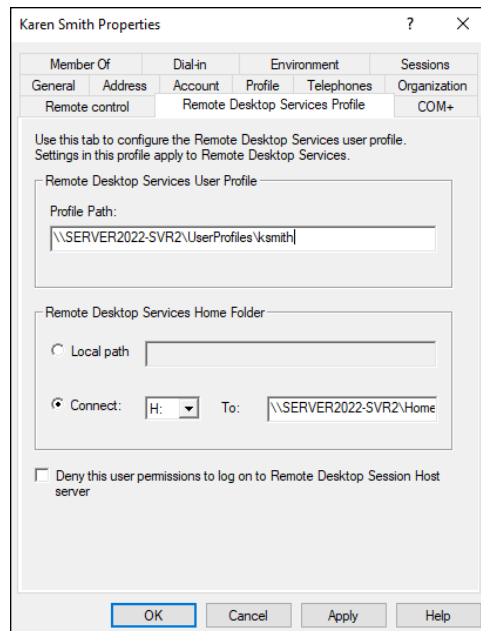 Karen Smith Properties ? ×
Member Of Dial-in Environment Sessions
General Address Account Profile Telephones Organization
Remote control Remote Desktop Services Profile COM+
Use this tab to configure the Remote Desktop Services user profile.
Settings in this profile apply to Remote Desktop Services.
Remote Desktop Services User Profile
Profile Path:
\\SERVER2022-SVR2\UserProfiles\ksmith
Remote Desktop Services Home Folder
Local path
Connect: H: To: \\SERVER2022-SVR2\Home
Deny this user permissions to log on to Remote Desktop Session Host
server
OK Cancel Apply Help